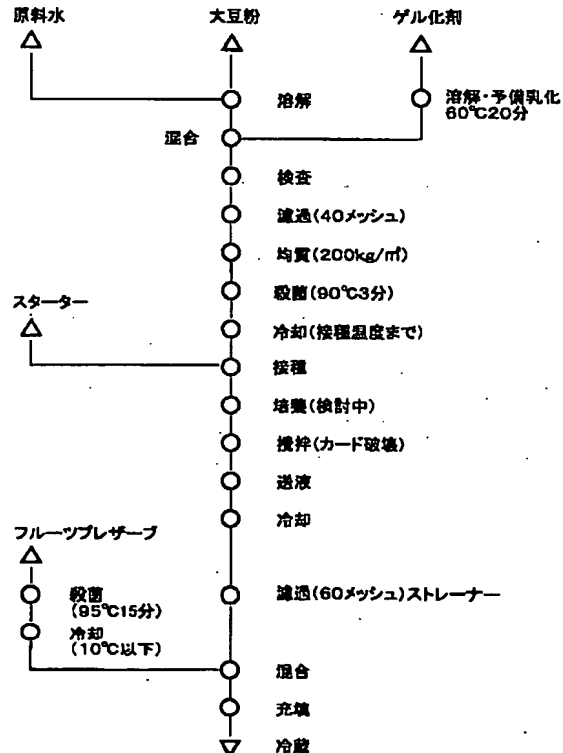 原料水
大豆粉
ゲル化剤
溶解
溶解・予備乳化
60℃20分
混合
検査
濾過(40メッシュ)
均質(200kg/㎡)
殺菌(90℃3分)
スターター
冷却(接種温度まで)
接種
培養(検討中)
攪拌(カード破壊)
送液
冷却
フルーツプレザーブ
殺菌
(95℃15分)
濾過(60メッシュ)ストレーナー
冷却
(10℃以下)
混合
充填
冷蔵